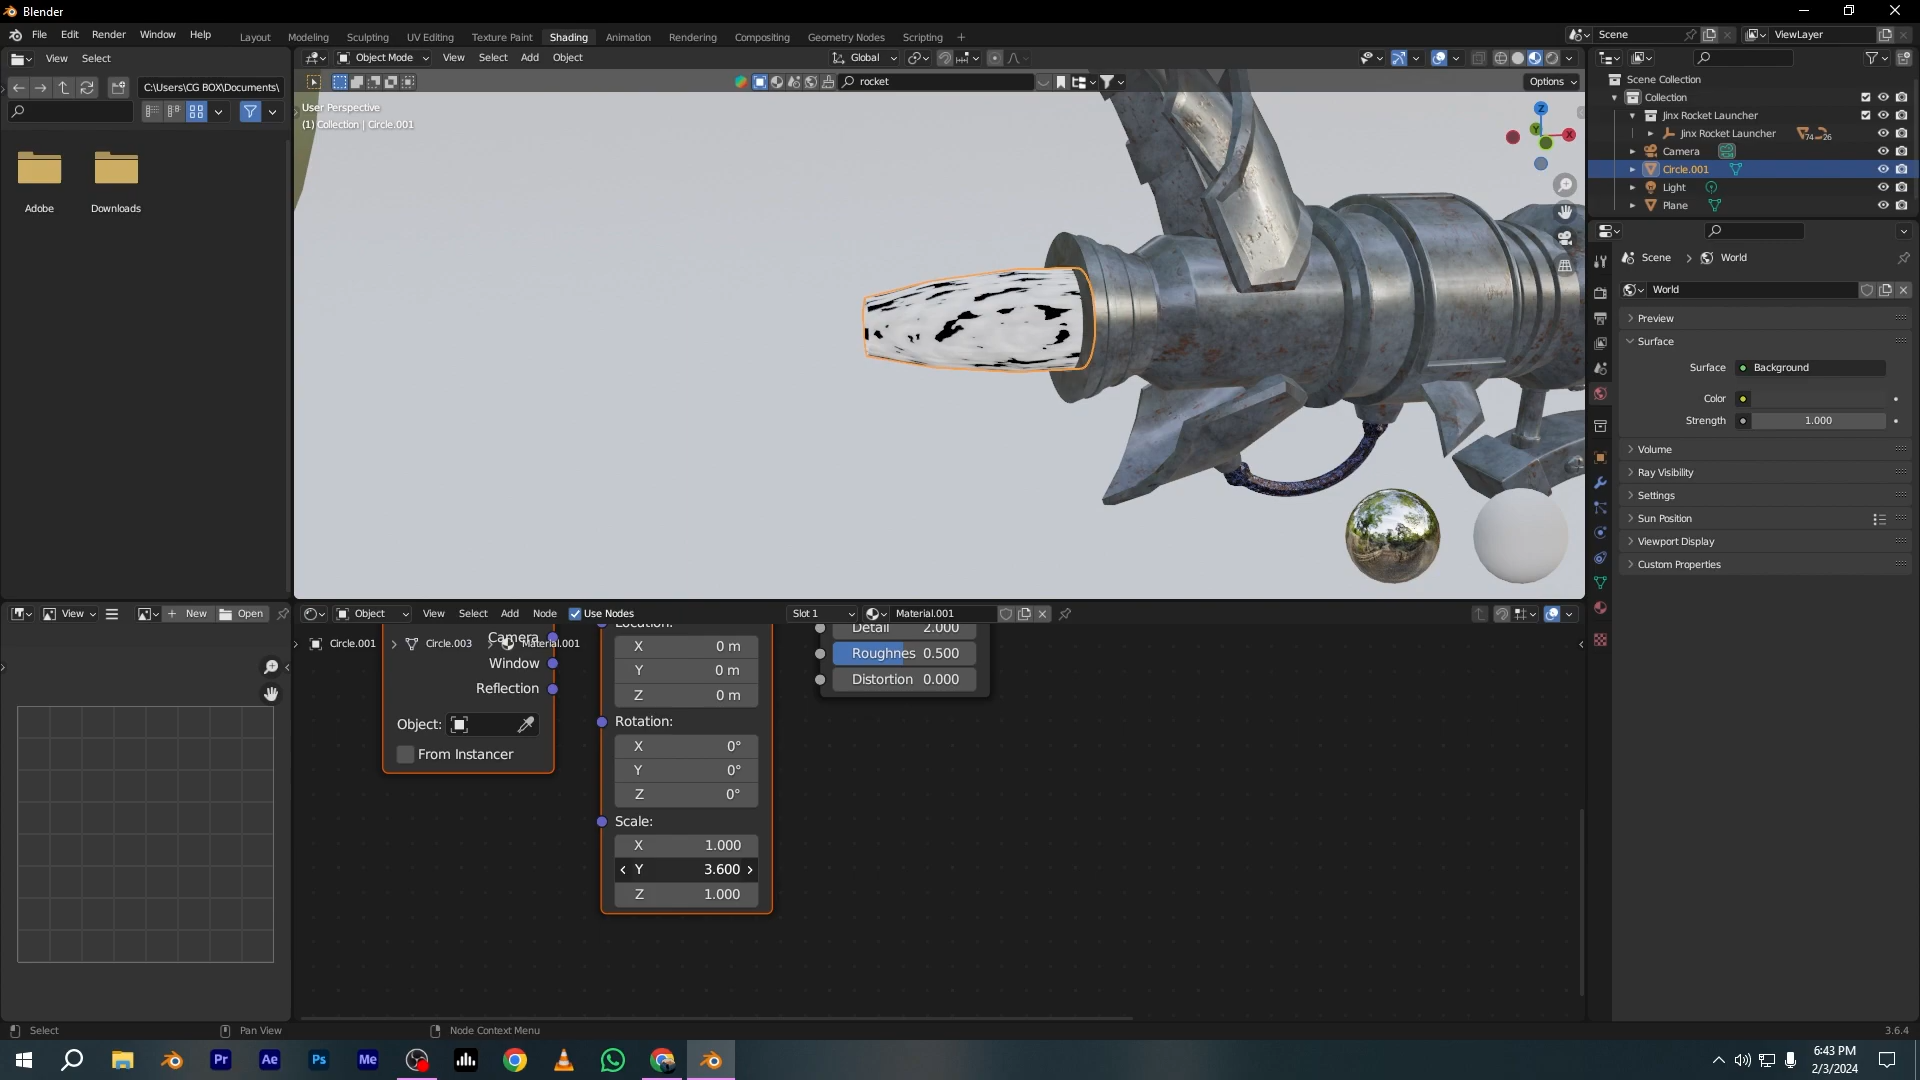 Blender
File Edit Render Window Help
Layout Modeling Sculpting UV Editing Texture Paint Shading Animation Rendering Compositing Geometry Nodes Scripting
Scene
ViewLayer
View Select
Object Mode View Select Add Object
Global
C:\Users\CG BOX\Documents\
rocket
Options
User Perspective
(1) Collection | Circle.001
Z
Y
X
Adobe
Downloads
Scene Collection
Collection
Jinx Rocket Launcher
Jinx Rocket Launcher 74 26
Camera
Circle.001
Light
Plane
Scene World
World
Preview
Surface
Surface Background
Color
Strength 1.000
Volume
Ray Visibility
Settings
Sun Position
Viewport Display
Custom Properties
View New Open
Object View Select Add Node Use Nodes Slot 1 Material.001
Circle.001 Circle.003 Material.001
Camera
Window
Reflection
Object:
From Instancer
Location:
X 0 m
Y 0 m
Z 0 m
Rotation:
X 0°
Y 0°
Z 0°
Scale:
X 1.000
Y 3.600
Z 1.000
Detail 2.000
Roughnes 0.500
Distortion 0.000
Select Pan View Node Context Menu 3.6.4
Pr Ae Ps Me
6:43 PM
2/3/2024